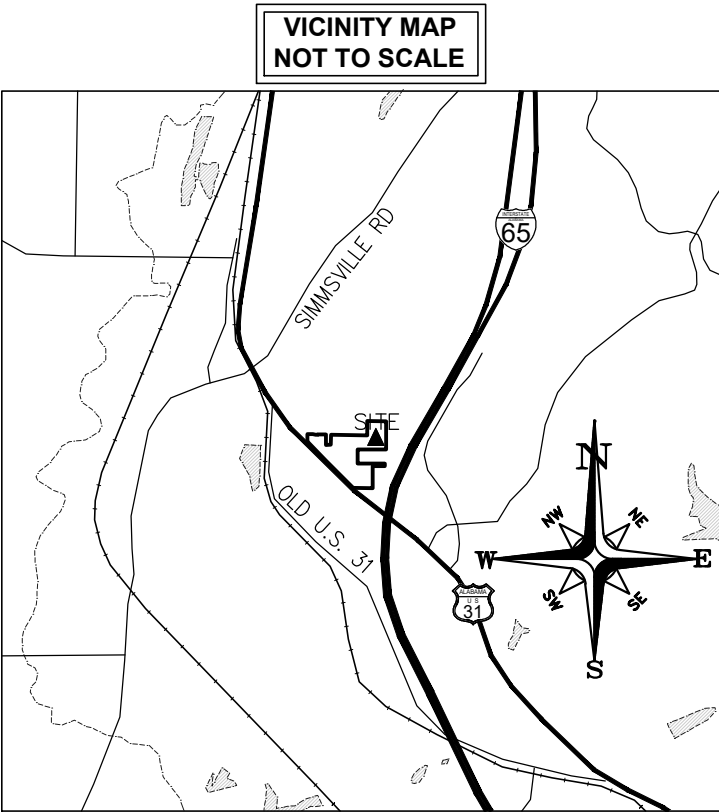 VICINITY MAP
NOT TO SCALE
SIMMSVILLE RD
INTERSTATE
65
SITE
OLD U.S. 31
N
NW
NE
W
E
SW
SE
S
ALABAMA
U S
31